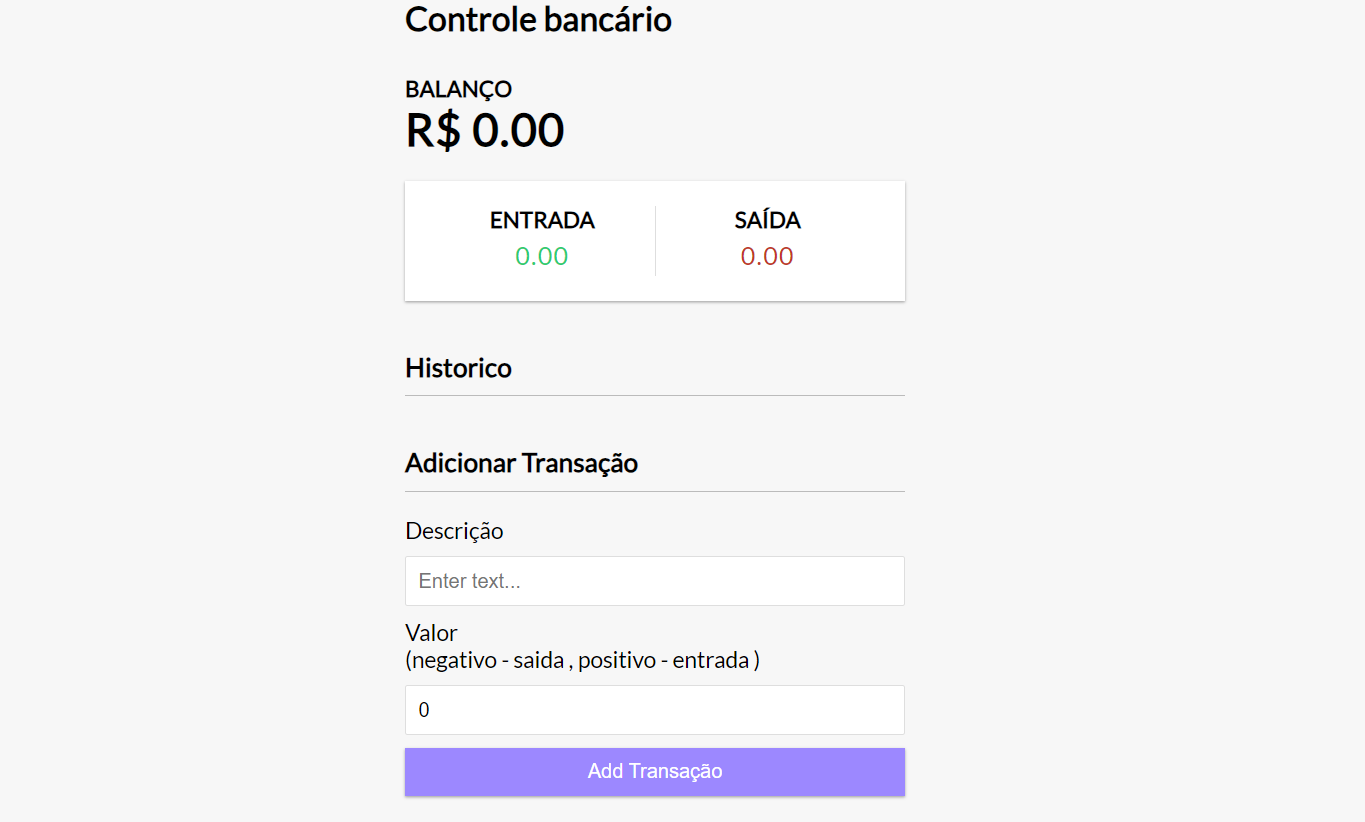 Controle bancário
BALANÇO
R$ 0.00
ENTRADA
0.00
SAÍDA
0.00
Historico
Adicionar Transação
Descrição
Enter text...
Valor
(negativo - saida , positivo - entrada )
0
Add Transação